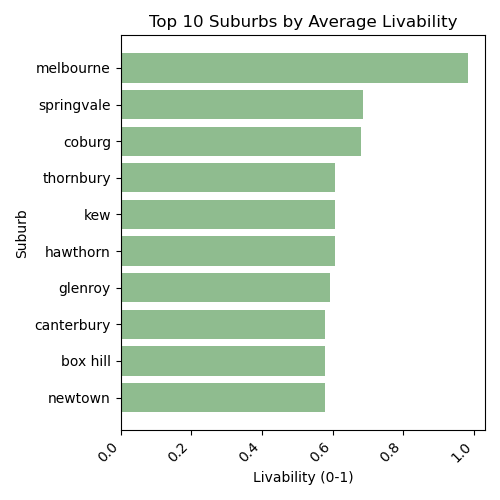 Top 10 Suburbs by Average Livability
Suburb
melbourne
springvale
coburg
thornbury
kew
hawthorn
glenroy
canterbury
box hill
newtown
0.0
0.2
0.4
0.6
0.8
1.0
Livability (0-1)